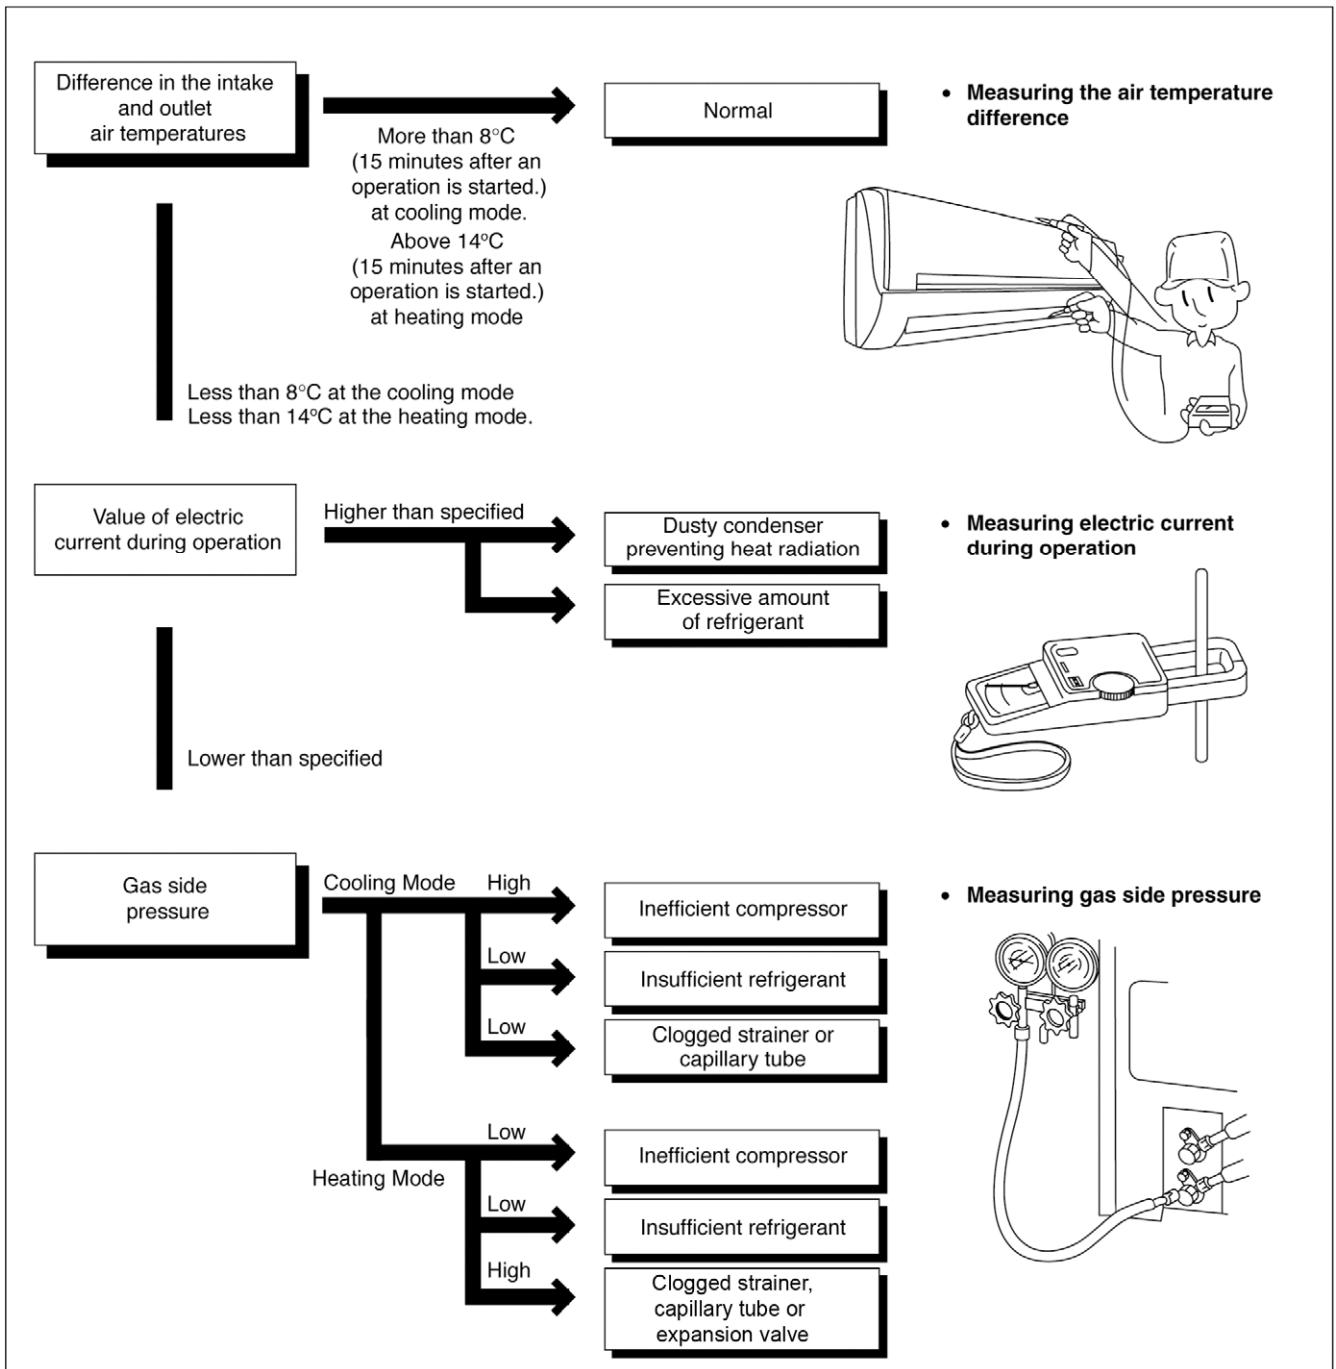 Difference in the intake
and outlet
air temperatures
More than 8°C
(15 minutes after an
operation is started.)
at cooling mode.
Above 14°C
(15 minutes after an
operation is started.)
at heating mode
Normal
• Measuring the air temperature
difference
Less than 8°C at the cooling mode
Less than 14°C at the heating mode.
Value of electric
current during operation
Higher than specified
Dusty condenser
preventing heat radiation
Excessive amount
of refrigerant
• Measuring electric current
during operation
Lower than specified
Gas side
pressure
Cooling Mode
High
Inefficient compressor
Low
Insufficient refrigerant
Low
Clogged strainer or
capillary tube
• Measuring gas side pressure
Heating Mode
Low
Inefficient compressor
Low
Insufficient refrigerant
High
Clogged strainer,
capillary tube or
expansion valve